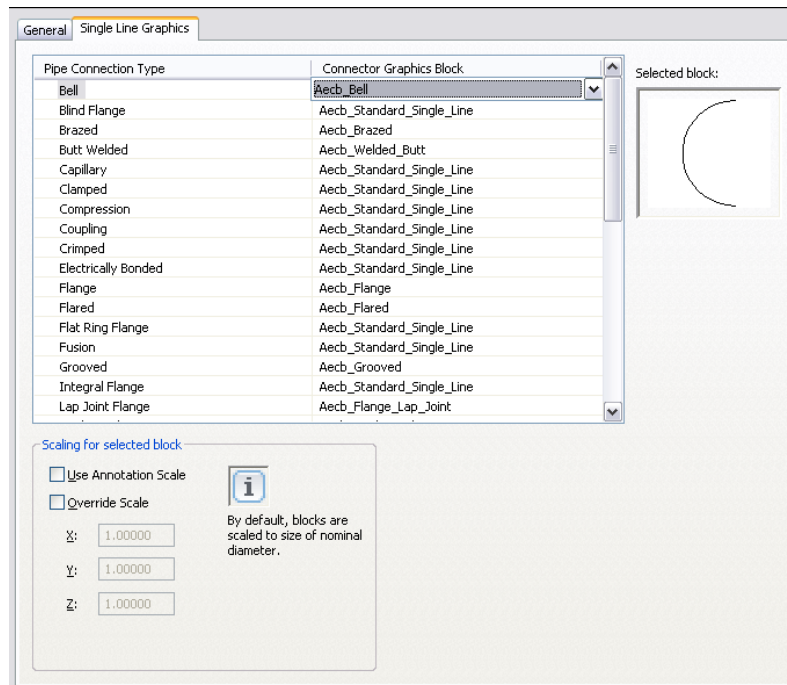 General Single Line Graphics
Pipe Connection Type Connector Graphics Block
Selected block:
Bell Aecb_Bell
Blind Flange Aecb_Standard_Single_Line
Brazed Aecb_Brazed
Butt Welded Aecb_Welded_Butt
Capillary Aecb_Standard_Single_Line
Clamped Aecb_Standard_Single_Line
Compression Aecb_Standard_Single_Line
Coupling Aecb_Standard_Single_Line
Crimped Aecb_Standard_Single_Line
Electrically Bonded Aecb_Standard_Single_Line
Flange Aecb_Flange
Flared Aecb_Flared
Flat Ring Flange Aecb_Standard_Single_Line
Fusion Aecb_Standard_Single_Line
Grooved Aecb_Grooved
Integral Flange Aecb_Standard_Single_Line
Lap Joint Flange Aecb_Flange_Lap_Joint
Scaling for selected block
Use Annotation Scale
Override Scale
X: 1.00000
Y: 1.00000
Z: 1.00000
i
By default, blocks are
scaled to size of nominal
diameter.